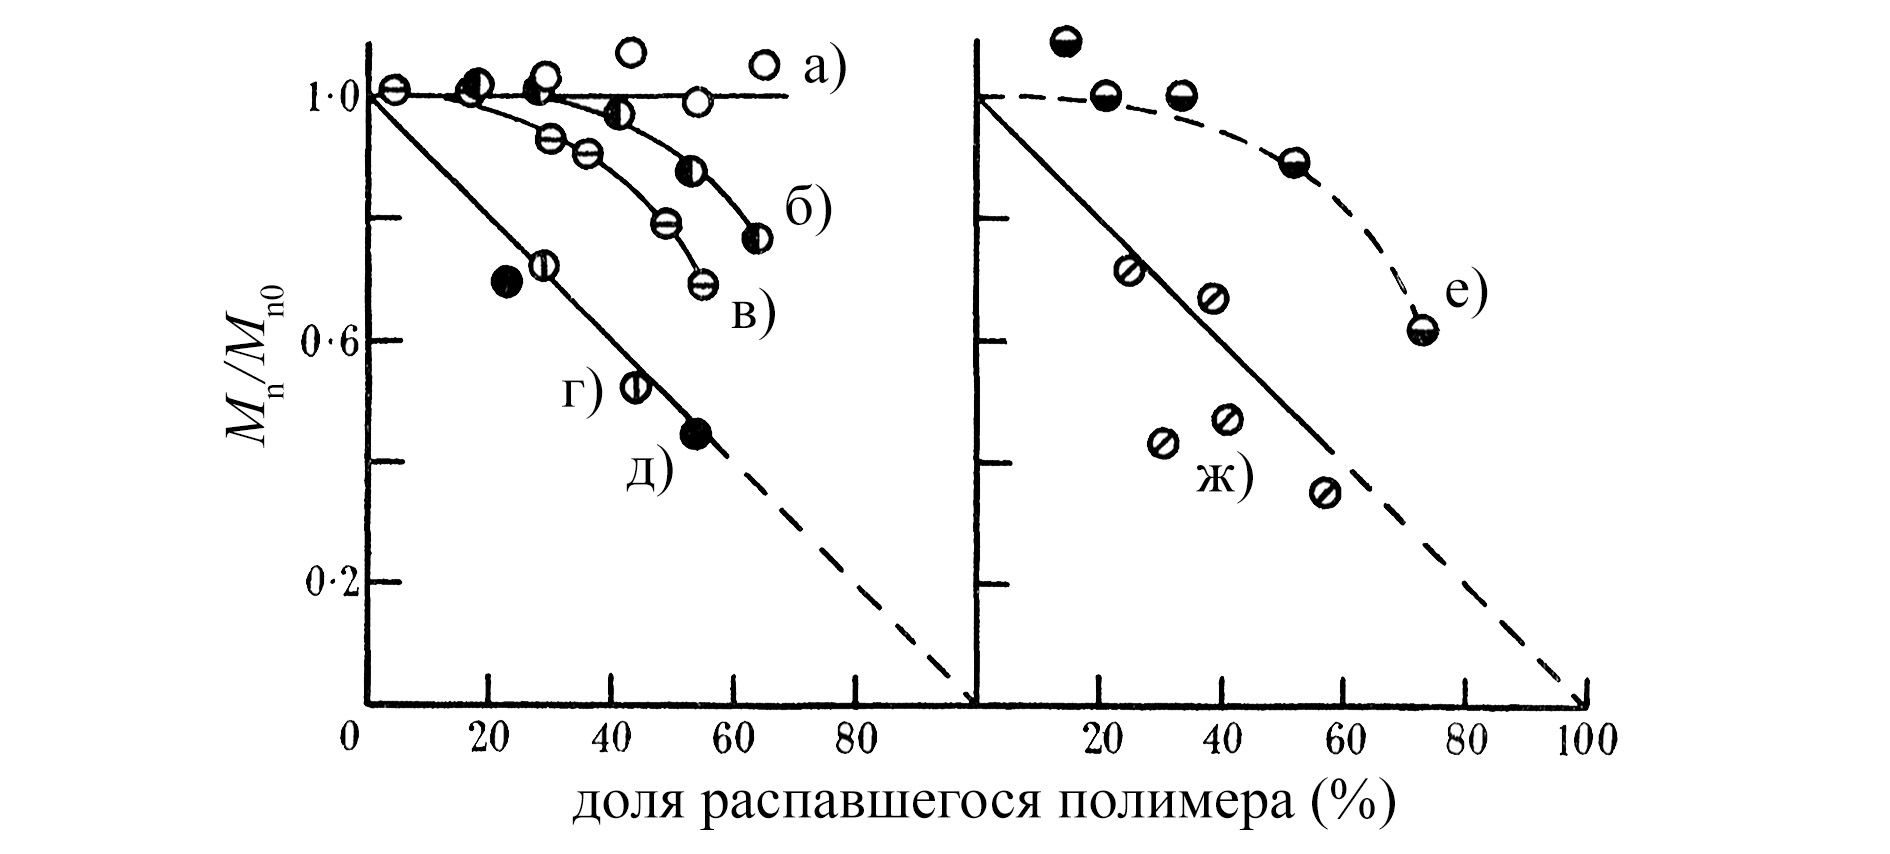 а)
1·0
б)
в)
е)
M_n/M_n0
0·6
г)
д)
ж)
0·2
0 20 40 60 80 20 40 60 80 100
доля распавшегося полимера (%)